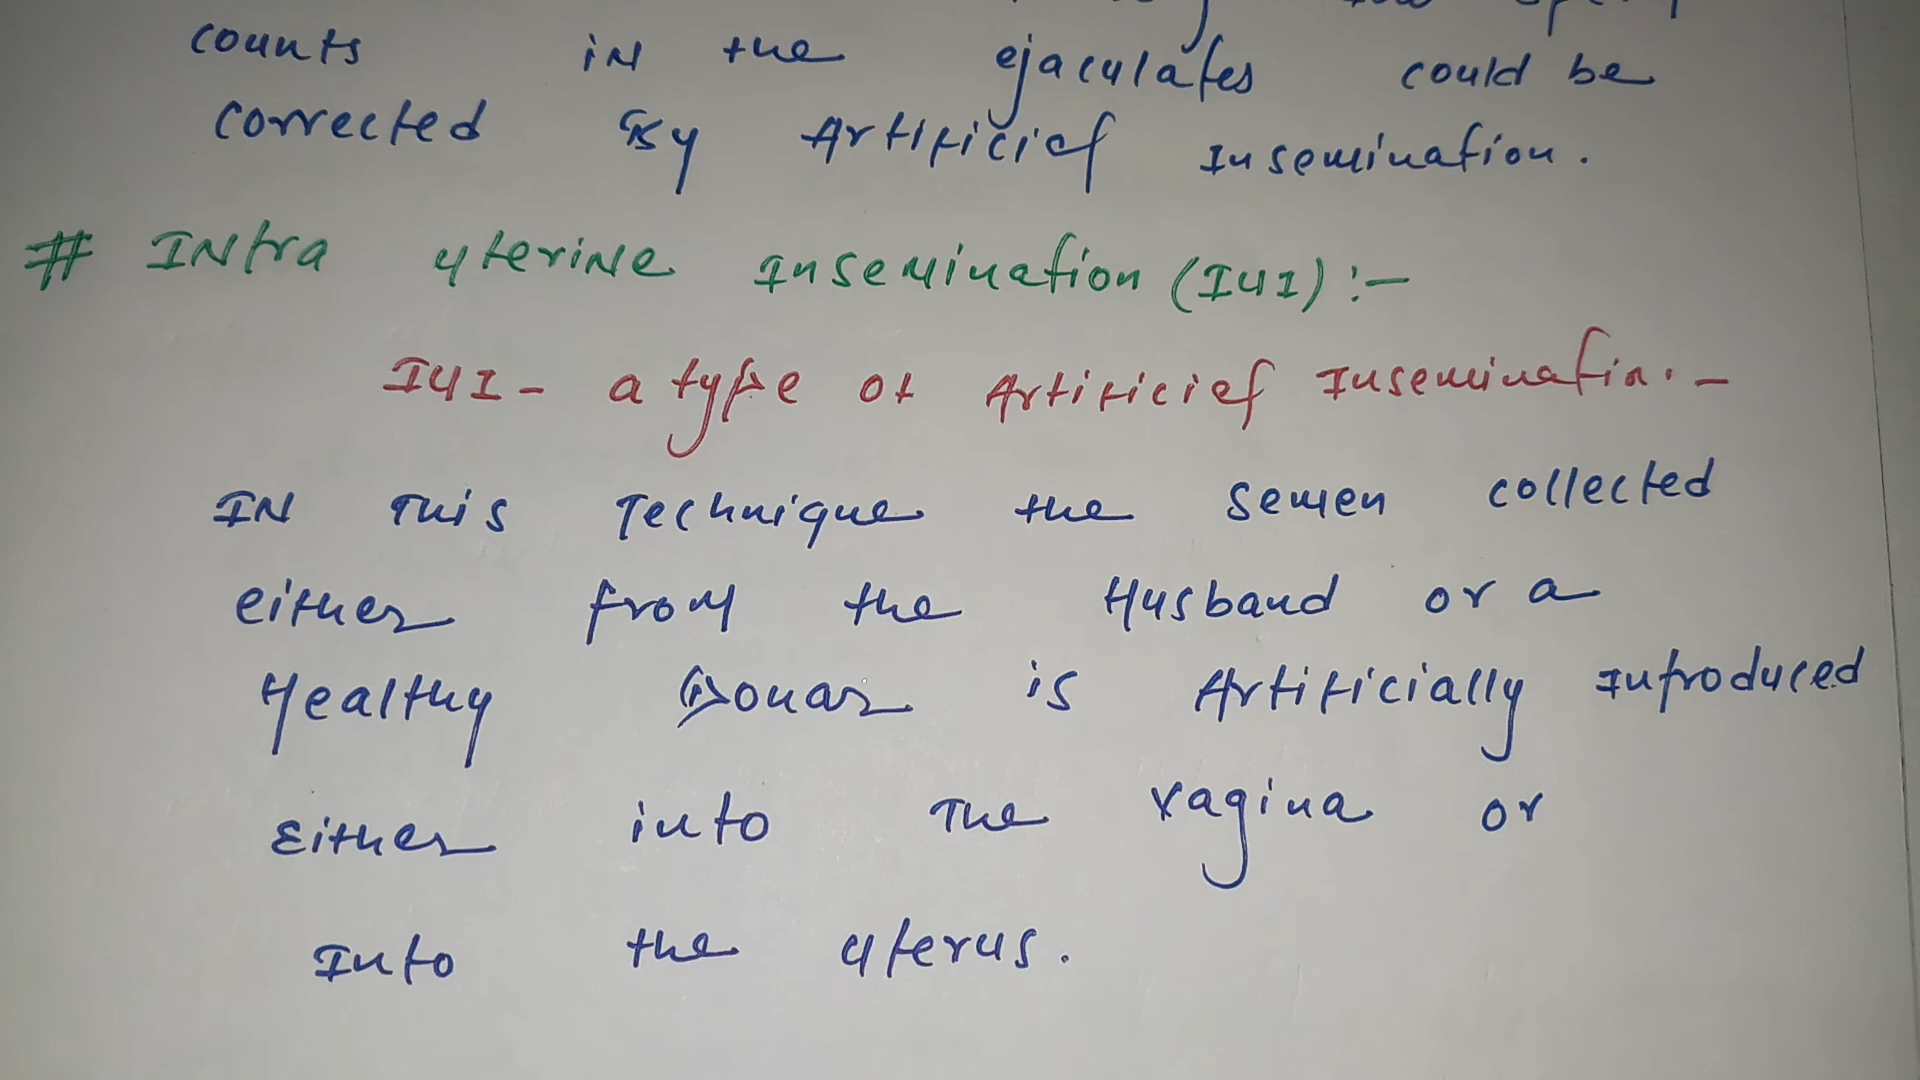 counts in the ejaculates could be
corrected By Artificial Insemination.
# Intra uterine Insemination (IUI) :-
IUI - a type of Artificial Insemination. -
IN This Technique the semen collected
either from the Husband or a
Healthy Donar is Artificially Introduced
Either into The vagina or
Into the uterus.